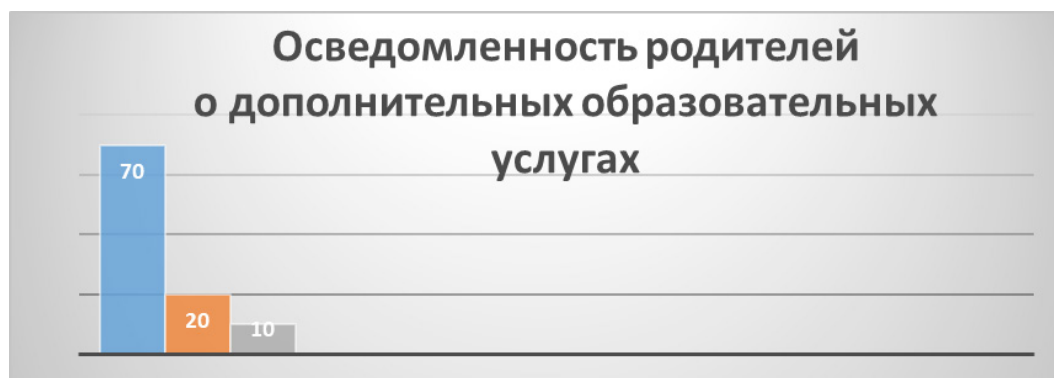 Осведомленность родителей
о дополнительных образовательных
услугах
70
20
10